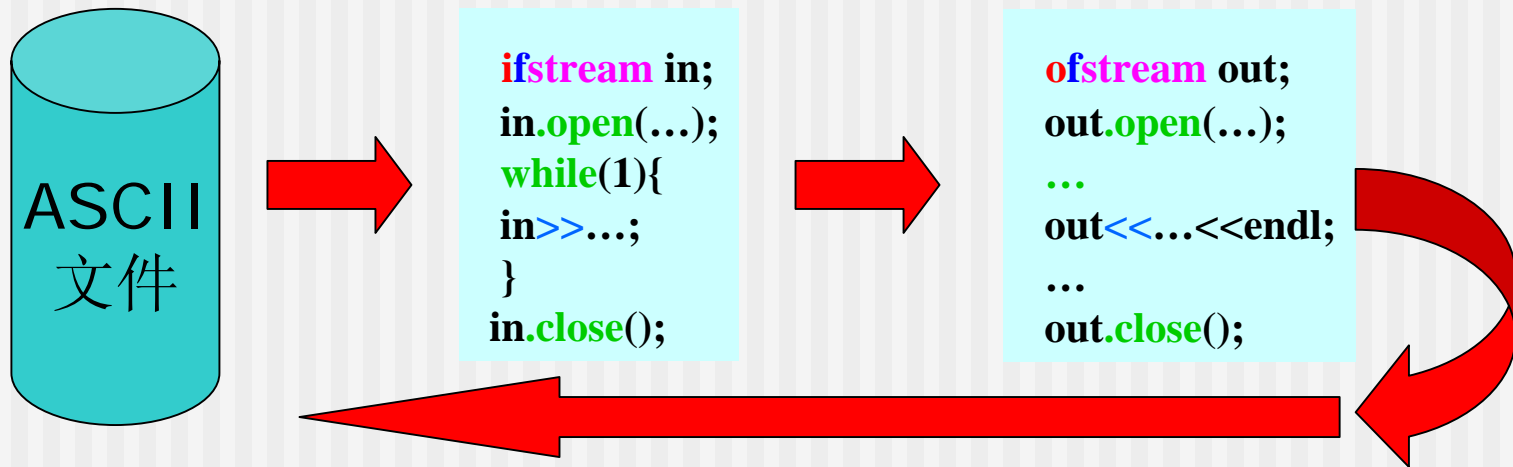 ASCII
文件
ifstream in;
in.open(…);
while(1){
in>>…;
}
in.close();
ofstream out;
out.open(…);
…
out<<…<<endl;
…
out.close();